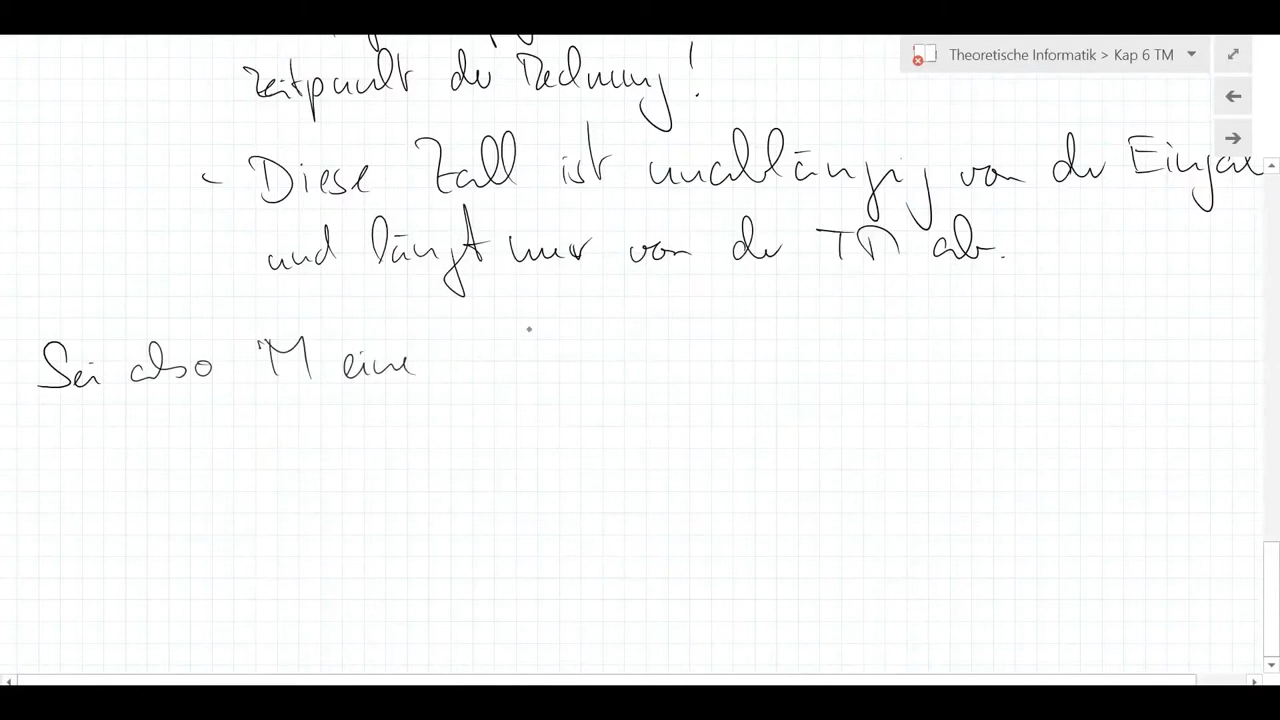 Theoretische Informatik > Kap 6 TM
Zeitpunkt der Rechnung!
- Diese Zahl ist unabhängig von der Einga
und hängt nur von der TM ab.
Sei also M eine